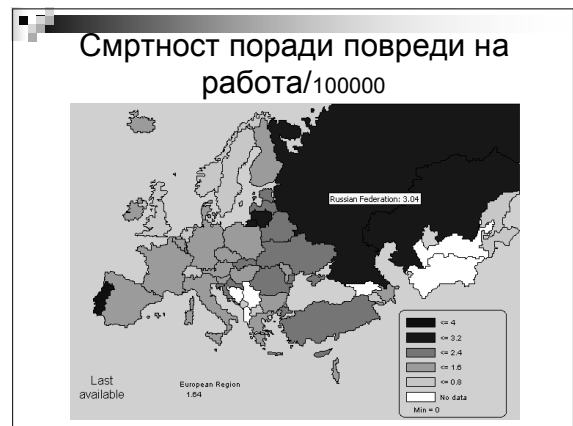 Смртност поради повреди на
работа/100000
Russian Federation: 3.04
<= 4
<= 3.2
<= 2.4
<= 1.6
<= 0.8
No data
Min = 0
Last
available
European Region
1.64